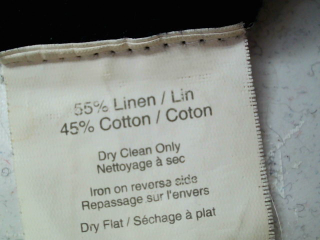 55% Linen / Lin
45% Cotton / Coton
Dry Clean Only
Nettoyage à sec
Iron on reverse side
Repassage sur l'envers
Dry Flat / Séchage à plat